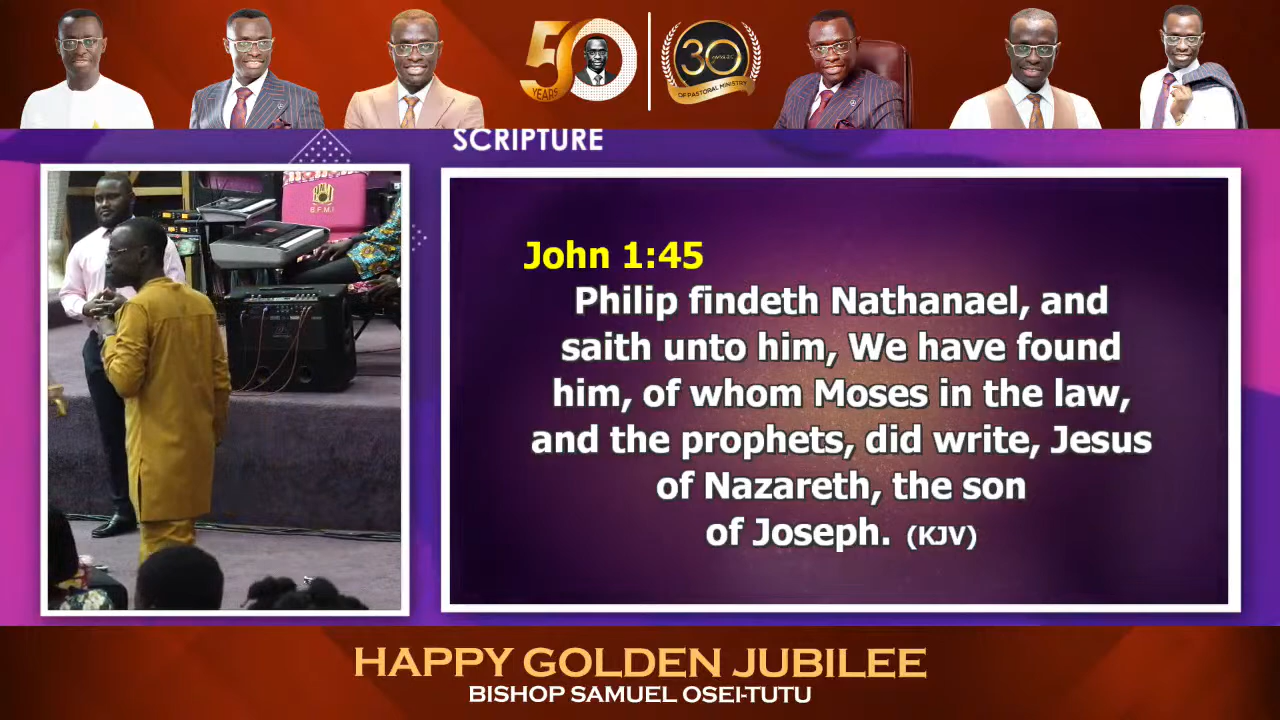 50
YEARS
30
YEARS
OF PASTORAL MINISTRY
SCRIPTURE
B.F.M.I
John 1:45
Philip findeth Nathanael, and
saith unto him, We have found
him, of whom Moses in the law,
and the prophets, did write, Jesus
of Nazareth, the son
of Joseph. (KJV)
HAPPY GOLDEN JUBILEE
BISHOP SAMUEL OSEI-TUTU